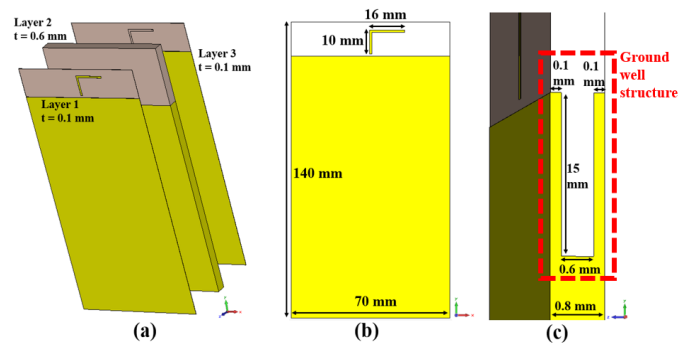 Layer 2
t = 0.6 mm
Layer 3
t = 0.1 mm
Layer 1
t = 0.1 mm
(a)
16 mm
10 mm
140 mm
70 mm
(b)
0.1 mm
0.1 mm
Ground
well
structure
15
mm
0.6 mm
0.8 mm
(c)